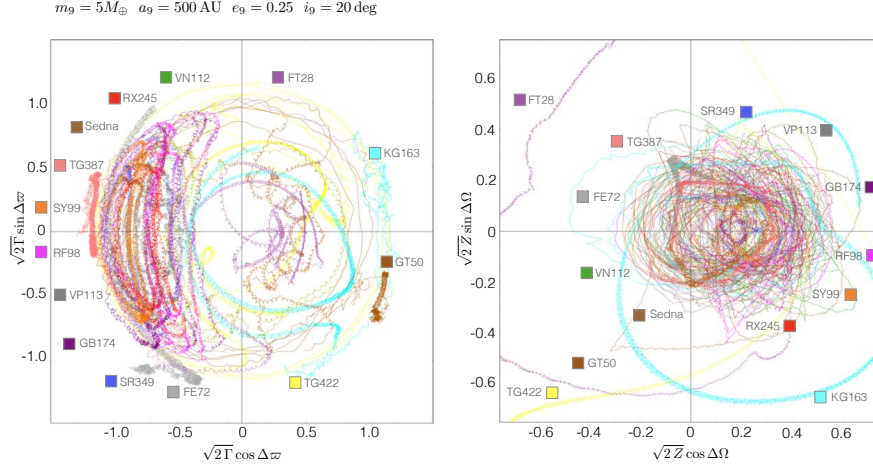 m₉ = 5M⊕ a₉ = 500 AU e₉ = 0.25 i₉ = 20 deg
VN112
FT28
RX245
Sedna
KG163
TG387
SY99
RF98
GT50
VP113
GB174
SR349
FE72
TG422
1.0
0.5
0
-0.5
-1.0
-1.0
-0.5
0
0.5
1.0
√2Γ sin Δϖ
√2Γ cos Δϖ
FT28
SR349
VP113
TG387
GB174
FE72
RF98
VN112
SY99
Sedna
RX245
GT50
TG422
KG163
0.6
0.4
0.2
0
-0.2
-0.4
-0.6
-0.6
-0.4
-0.2
0
0.2
0.4
0.6
√2Z sin ΔΩ
√2Z cos ΔΩ